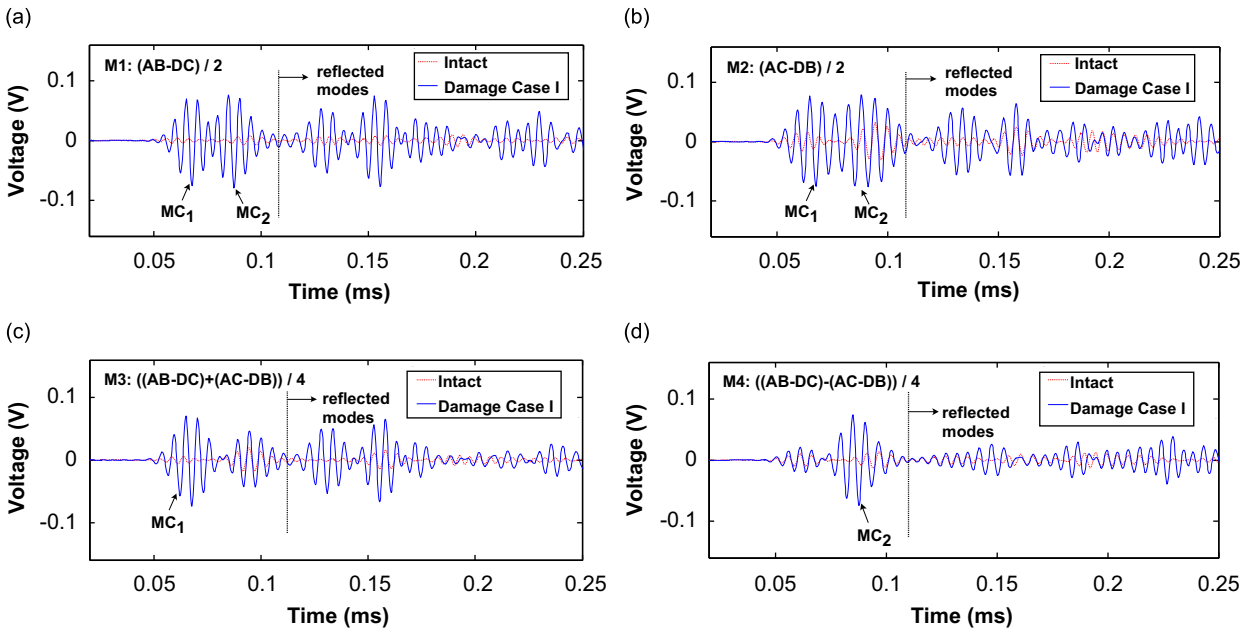 (a)
M1: (AB-DC) / 2
reflected
modes
Intact
Damage Case I
0.1
0
-0.1
Voltage (V)
MC1
MC2
0.05
0.1
0.15
0.2
0.25
Time (ms)
(b)
M2: (AC-DB) / 2
reflected
modes
Intact
Damage Case I
0.1
0
-0.1
Voltage (V)
MC1
MC2
0.05
0.1
0.15
0.2
0.25
Time (ms)
(c)
M3: ((AB-DC)+(AC-DB)) / 4
reflected
modes
Intact
Damage Case I
0.1
0
-0.1
Voltage (V)
MC1
0.05
0.1
0.15
0.2
0.25
Time (ms)
(d)
M4: ((AB-DC)-(AC-DB)) / 4
reflected
modes
Intact
Damage Case I
0.1
0
-0.1
Voltage (V)
MC2
0.05
0.1
0.15
0.2
0.25
Time (ms)